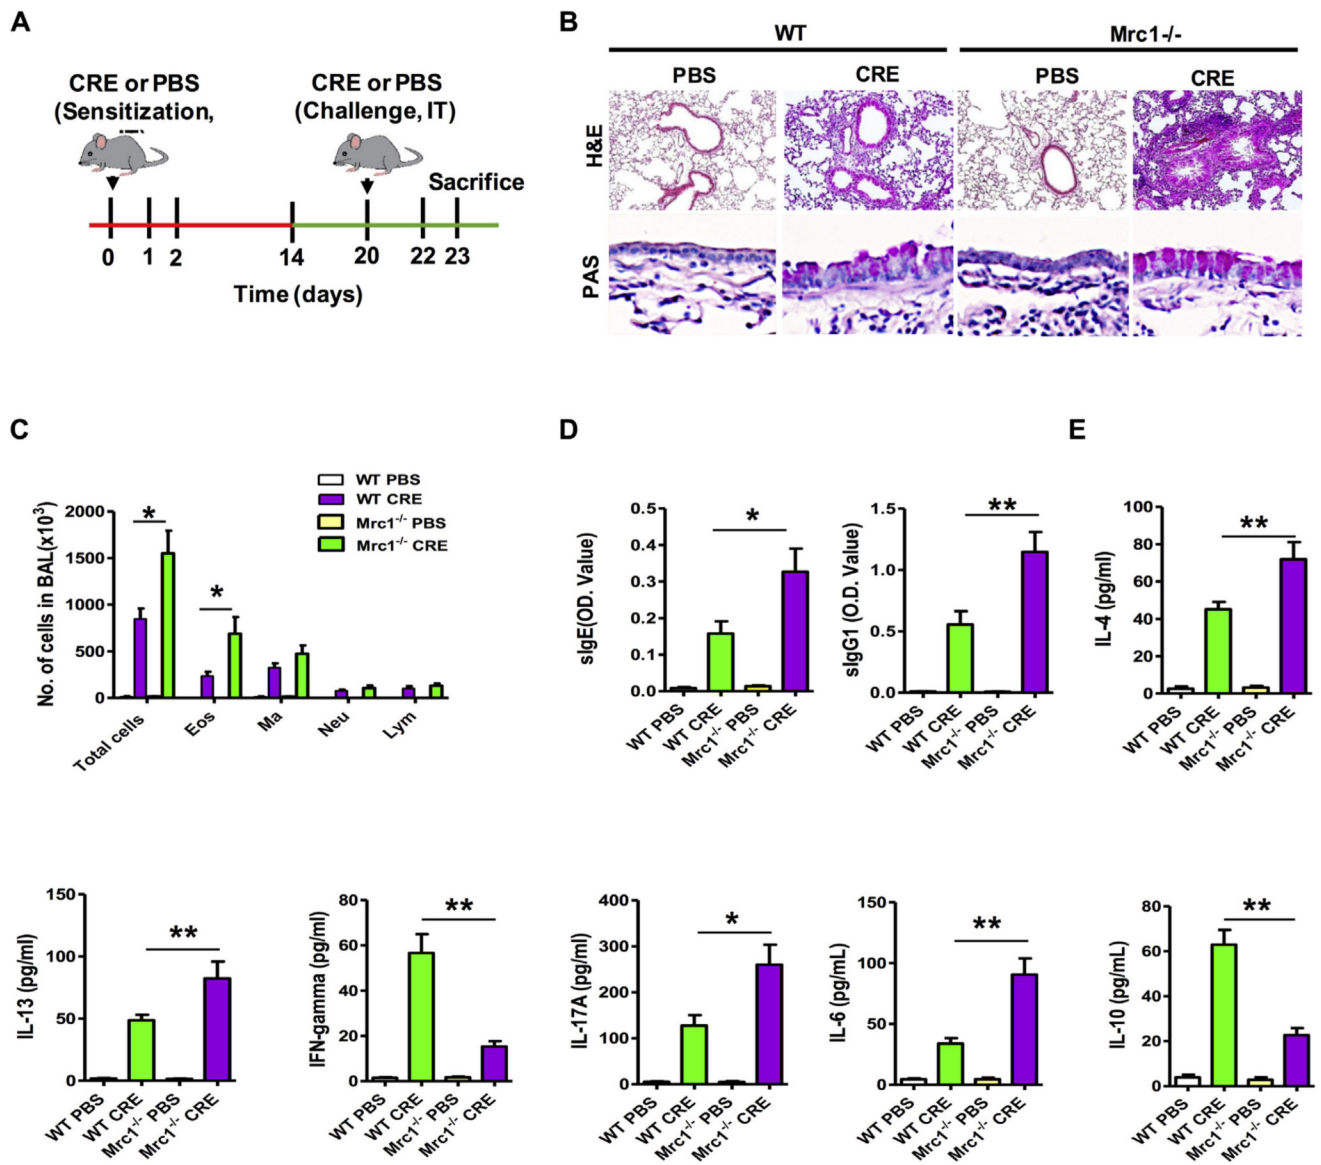 A
CRE or PBS
(Sensitization,
CRE or PBS
(Challenge, IT)
Sacrifice
0 1 2 14 20 22 23
Time (days)
B
WT Mrc1-/-
PBS CRE PBS CRE
H&E
PAS
C
WT PBS
WT CRE
Mrc1-/- PBS
Mrc1-/- CRE
No. of cells in BAL(x10³)
2000
1500
1000
500
0
*
*
Total cells Eos Ma Neu Lym
D
sIgE(OD. Value)
0.5
0.4
0.3
0.2
0.1
0.0
*
WT PBS
WT CRE
Mrc1-/- PBS
Mrc1-/- CRE
sIgG1 (O.D. Value)
1.5
1.0
0.5
0.0
**
WT PBS
WT CRE
Mrc1-/- PBS
Mrc1-/- CRE
E
IL-4 (pg/ml)
100
80
60
40
20
0
**
WT PBS
WT CRE
Mrc1-/- PBS
Mrc1-/- CRE
IL-13 (pg/ml)
150
100
50
0
**
WT PBS
WT CRE
Mrc1-/- PBS
Mrc1-/- CRE
IFN-gamma (pg/ml)
80
60
40
20
0
**
WT PBS
WT CRE
Mrc1-/- PBS
Mrc1-/- CRE
IL-17A (pg/ml)
400
300
200
100
0
*
WT PBS
WT CRE
Mrc1-/- PBS
Mrc1-/- CRE
IL-6 (pg/mL)
150
100
50
0
**
WT PBS
WT CRE
Mrc1-/- PBS
Mrc1-/- CRE
IL-10 (pg/mL)
80
60
40
20
0
**
WT PBS
WT CRE
Mrc1-/- PBS
Mrc1-/- CRE